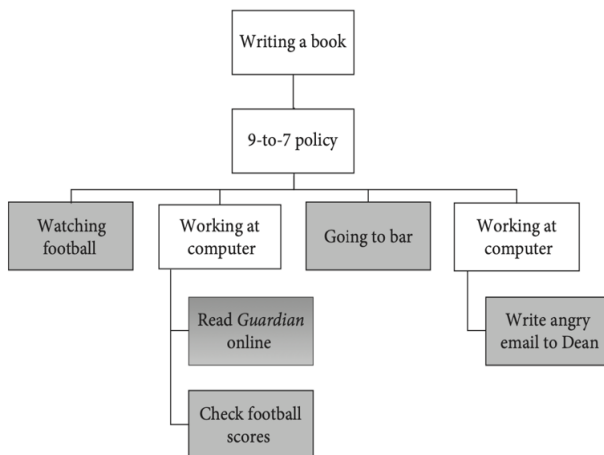 Writing a book
9-to-7 policy
Watching
football
Working at
computer
Going to bar
Working at
computer
Read Guardian
online
Write angry
email to Dean
Check football
scores